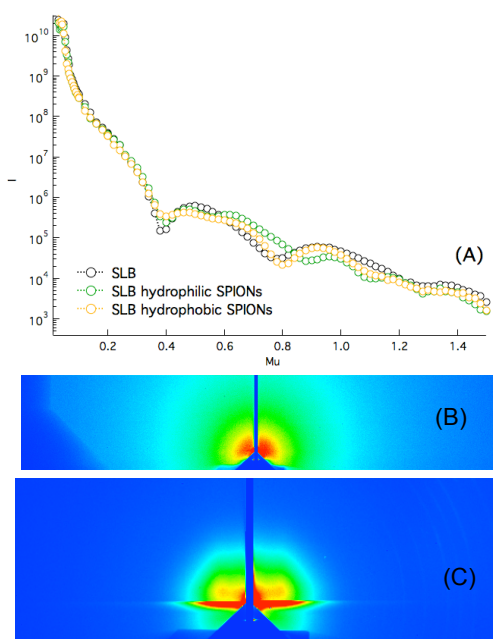 10¹⁰
10⁹
10⁸
10⁷
I
10⁶
10⁵
(A)
10⁴
SLB
SLB hydrophilic SPIONs
SLB hydrophobic SPIONs
10³
0.2 0.4 0.6 0.8 1.0 1.2 1.4
Mu
(B)
(C)